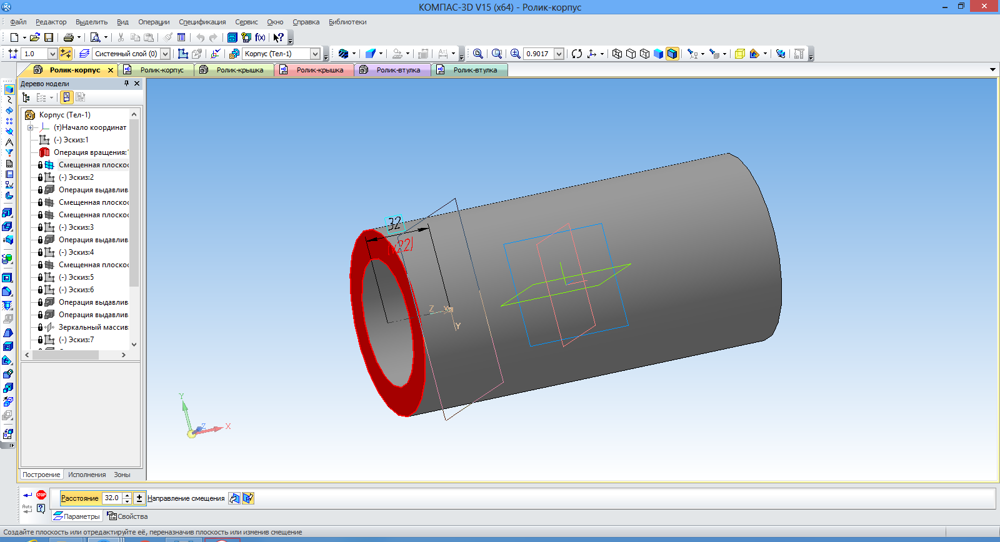 КОМПАС-3D V15 (x64) - Ролик-корпус
Файл Редактор Выделить Вид Операции Спецификация Сервис Окно Справка Библиотеки
f(x)
1.0 Системный слой (0) Корпус (Тел-1) 0.9017
Ролик-корпус Ролик-корпус Ролик-крышка Ролик-крышка Ролик-втулка Ролик-втулка
Дерево модели
Корпус (Тел-1)
(т)Начало координат
(-) Эскиз:1
Операция вращения:
Смещенная плоскос
(-) Эскиз:2
Операция выдавлив
Смещенная плоскос
Смещенная плоскос
(-) Эскиз:3
Операция выдавлив
(-) Эскиз:4
Смещенная плоскос
(-) Эскиз:5
(-) Эскиз:6
Операция выдавлив
Операция выдавлив
Зеркальный массив:
(-) Эскиз:7
32
Z
Y
Y
Z
X
Построение Исполнения Зоны
STOP
Расстояние 32.0 Направление смещения
Auto
Параметры Свойства
Создайте плоскость или отредактируйте её, переназначив плоскость или изменив смещение